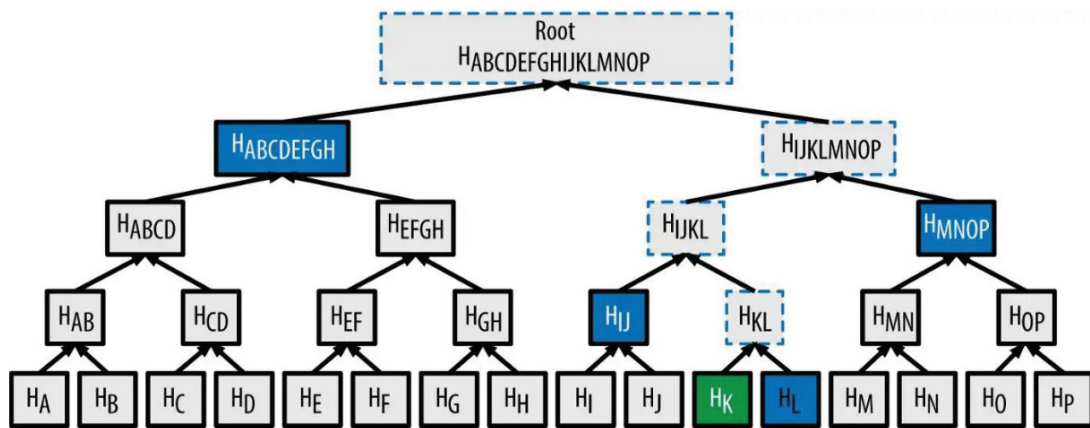 Root
HABCDEFGHIJKLMNOP
HABCDEFGH
HIJKLMNOP
HABCD
HEFGH
HIJKL
HMNOP
HAB
HCD
HEF
HGH
HIJ
HKL
HMN
HOP
HA
HB
HC
HD
HE
HF
HG
HH
HI
HJ
HK
HL
HM
HN
HO
HP